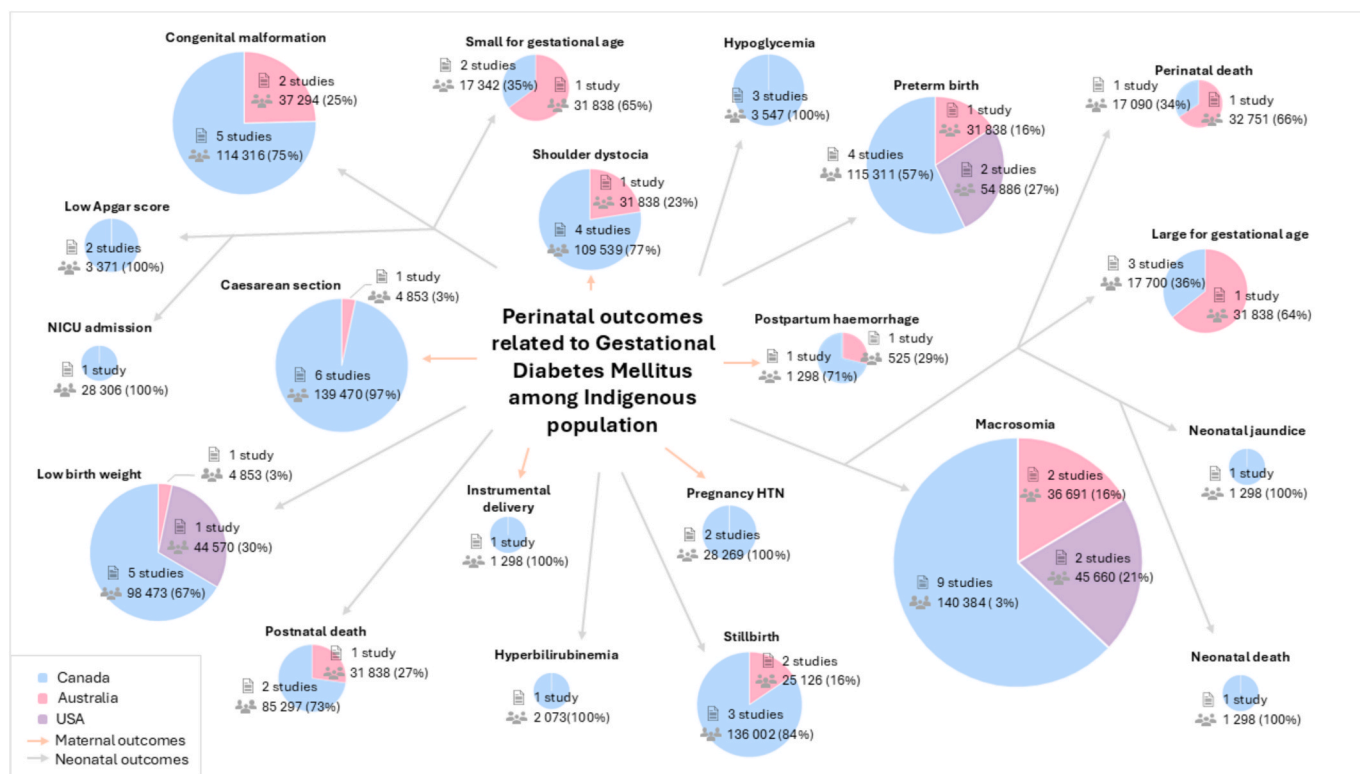 Congenital malformation
2 studies
37 294 (25%)
5 studies
114 316 (75%)
Small for gestational age
2 studies
17 342 (35%)
1 study
31 838 (65%)
Hypoglycemia
3 studies
3 547 (100%)
Preterm birth
1 study
31 838 (16%)
4 studies
115 311 (57%)
2 studies
54 886 (27%)
Perinatal death
1 study
17 090 (34%)
1 study
32 751 (66%)
Shoulder dystocia
1 study
31 838 (23%)
4 studies
109 539 (77%)
Low Apgar score
2 studies
3 371 (100%)
Large for gestational age
3 studies
17 700 (36%)
1 study
31 838 (64%)
Caesarean section
1 study
4 853 (3%)
6 studies
139 470 (97%)
NICU admission
1 study
28 306 (100%)
Perinatal outcomes
related to Gestational
Diabetes Mellitus
among Indigenous
population
Postpartum haemorrhage
1 study
1 298 (71%)
1 study
525 (29%)
Macrosomia
2 studies
36 691 (16%)
2 studies
45 660 (21%)
9 studies
140 384 ( 3%)
Neonatal jaundice
1 study
1 298 (100%)
Low birth weight
1 study
4 853 (3%)
1 study
44 570 (30%)
5 studies
98 473 (67%)
Instrumental
delivery
1 study
1 298 (100%)
Pregnancy HTN
2 studies
28 269 (100%)
Postnatal death
1 study
31 838 (27%)
2 studies
85 297 (73%)
Hyperbilirubinemia
1 study
2 073(100%)
Stillbirth
2 studies
25 126 (16%)
3 studies
136 002 (84%)
Neonatal death
1 study
1 298 (100%)
Canada
Australia
USA
Maternal outcomes
Neonatal outcomes